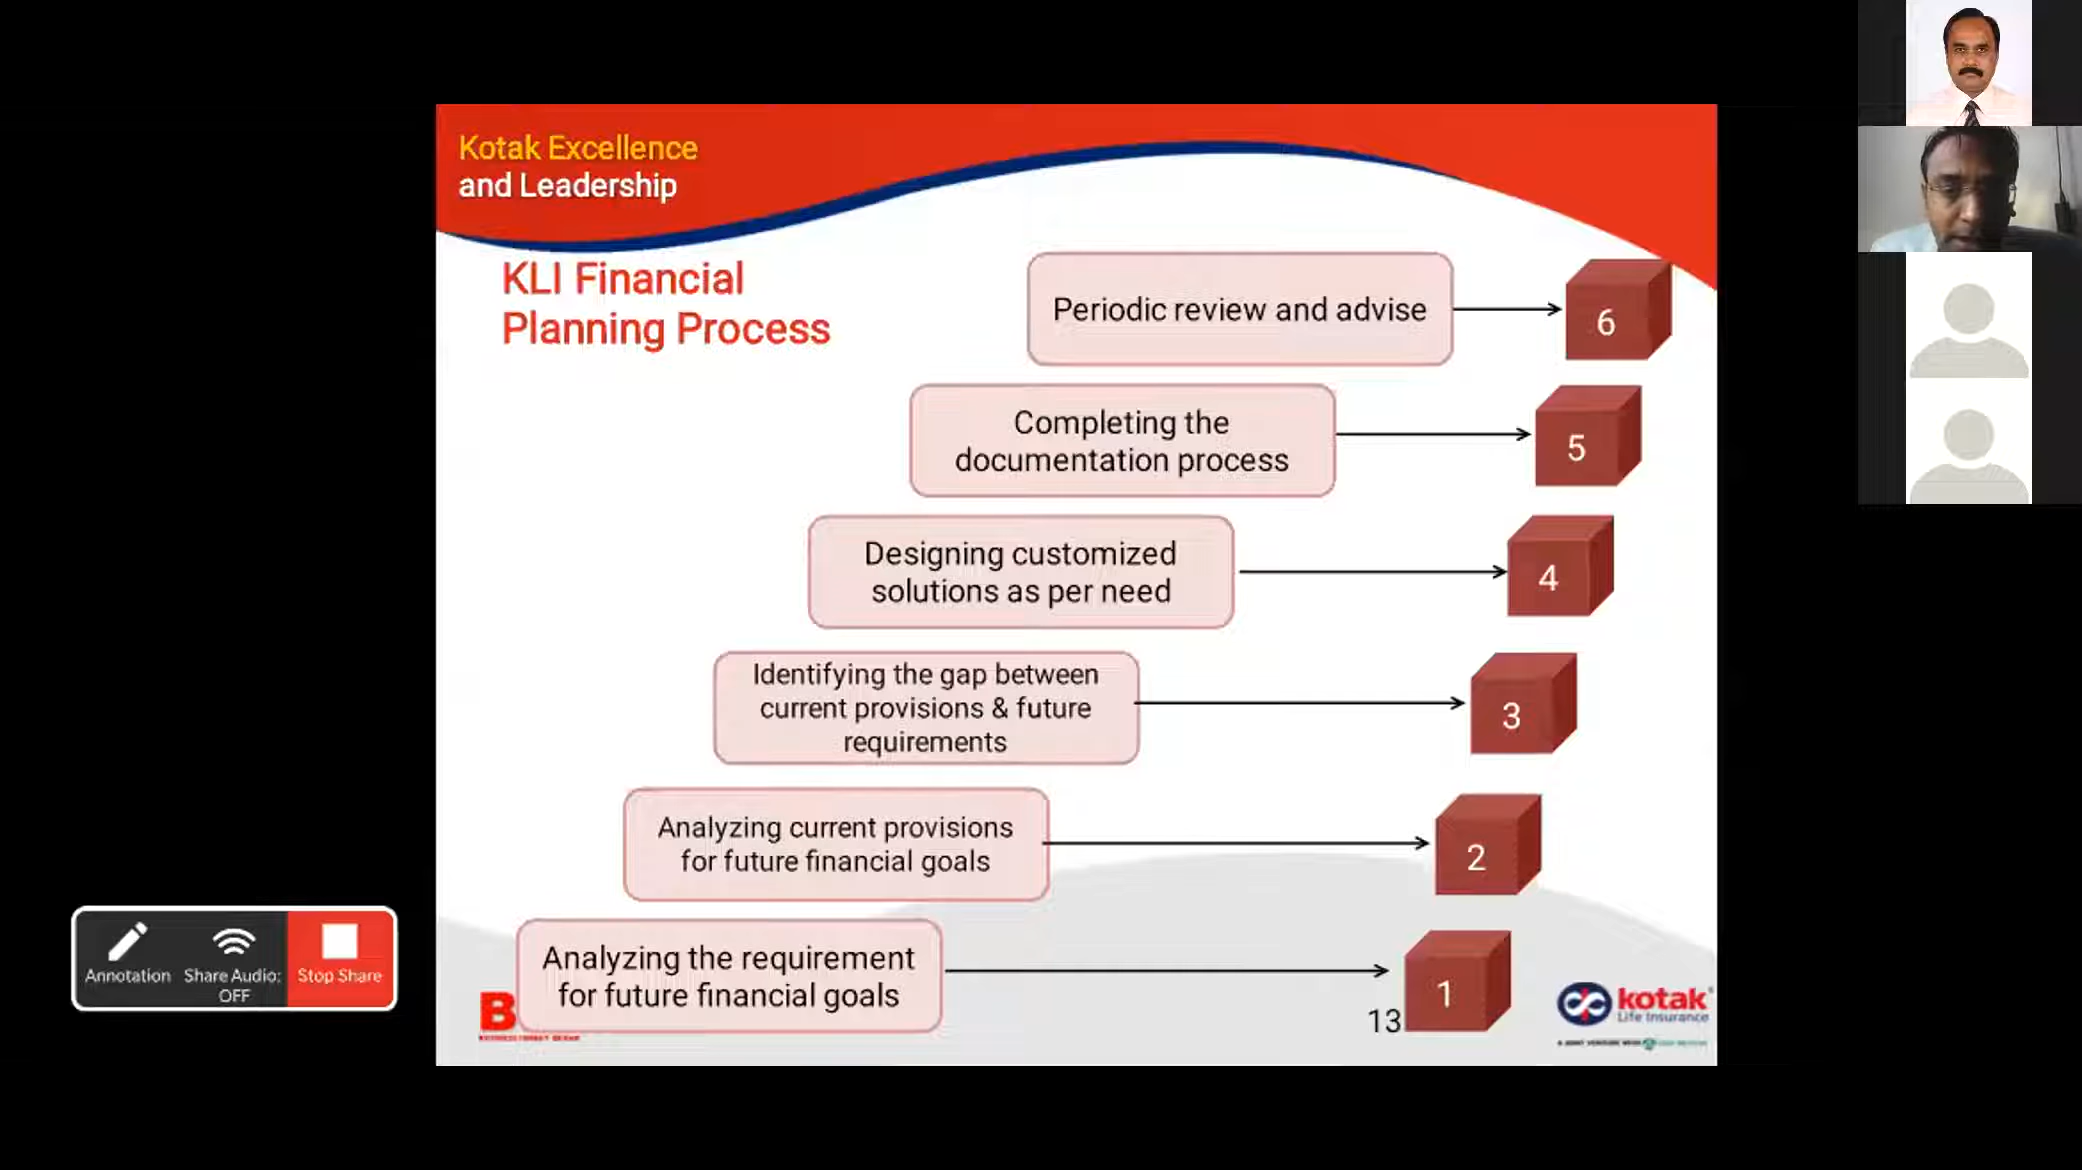 Kotak Excellence
and Leadership
KLI Financial
Planning Process
Periodic review and advise
6
Completing the
documentation process
5
Designing customized
solutions as per need
4
Identifying the gap between
current provisions & future
requirements
3
Analyzing current provisions
for future financial goals
2
Analyzing the requirement
for future financial goals
1
13
B
kotak
Life Insurance
A JOINT VENTURE WITH
Annotation
Share Audio:
OFF
Stop Share